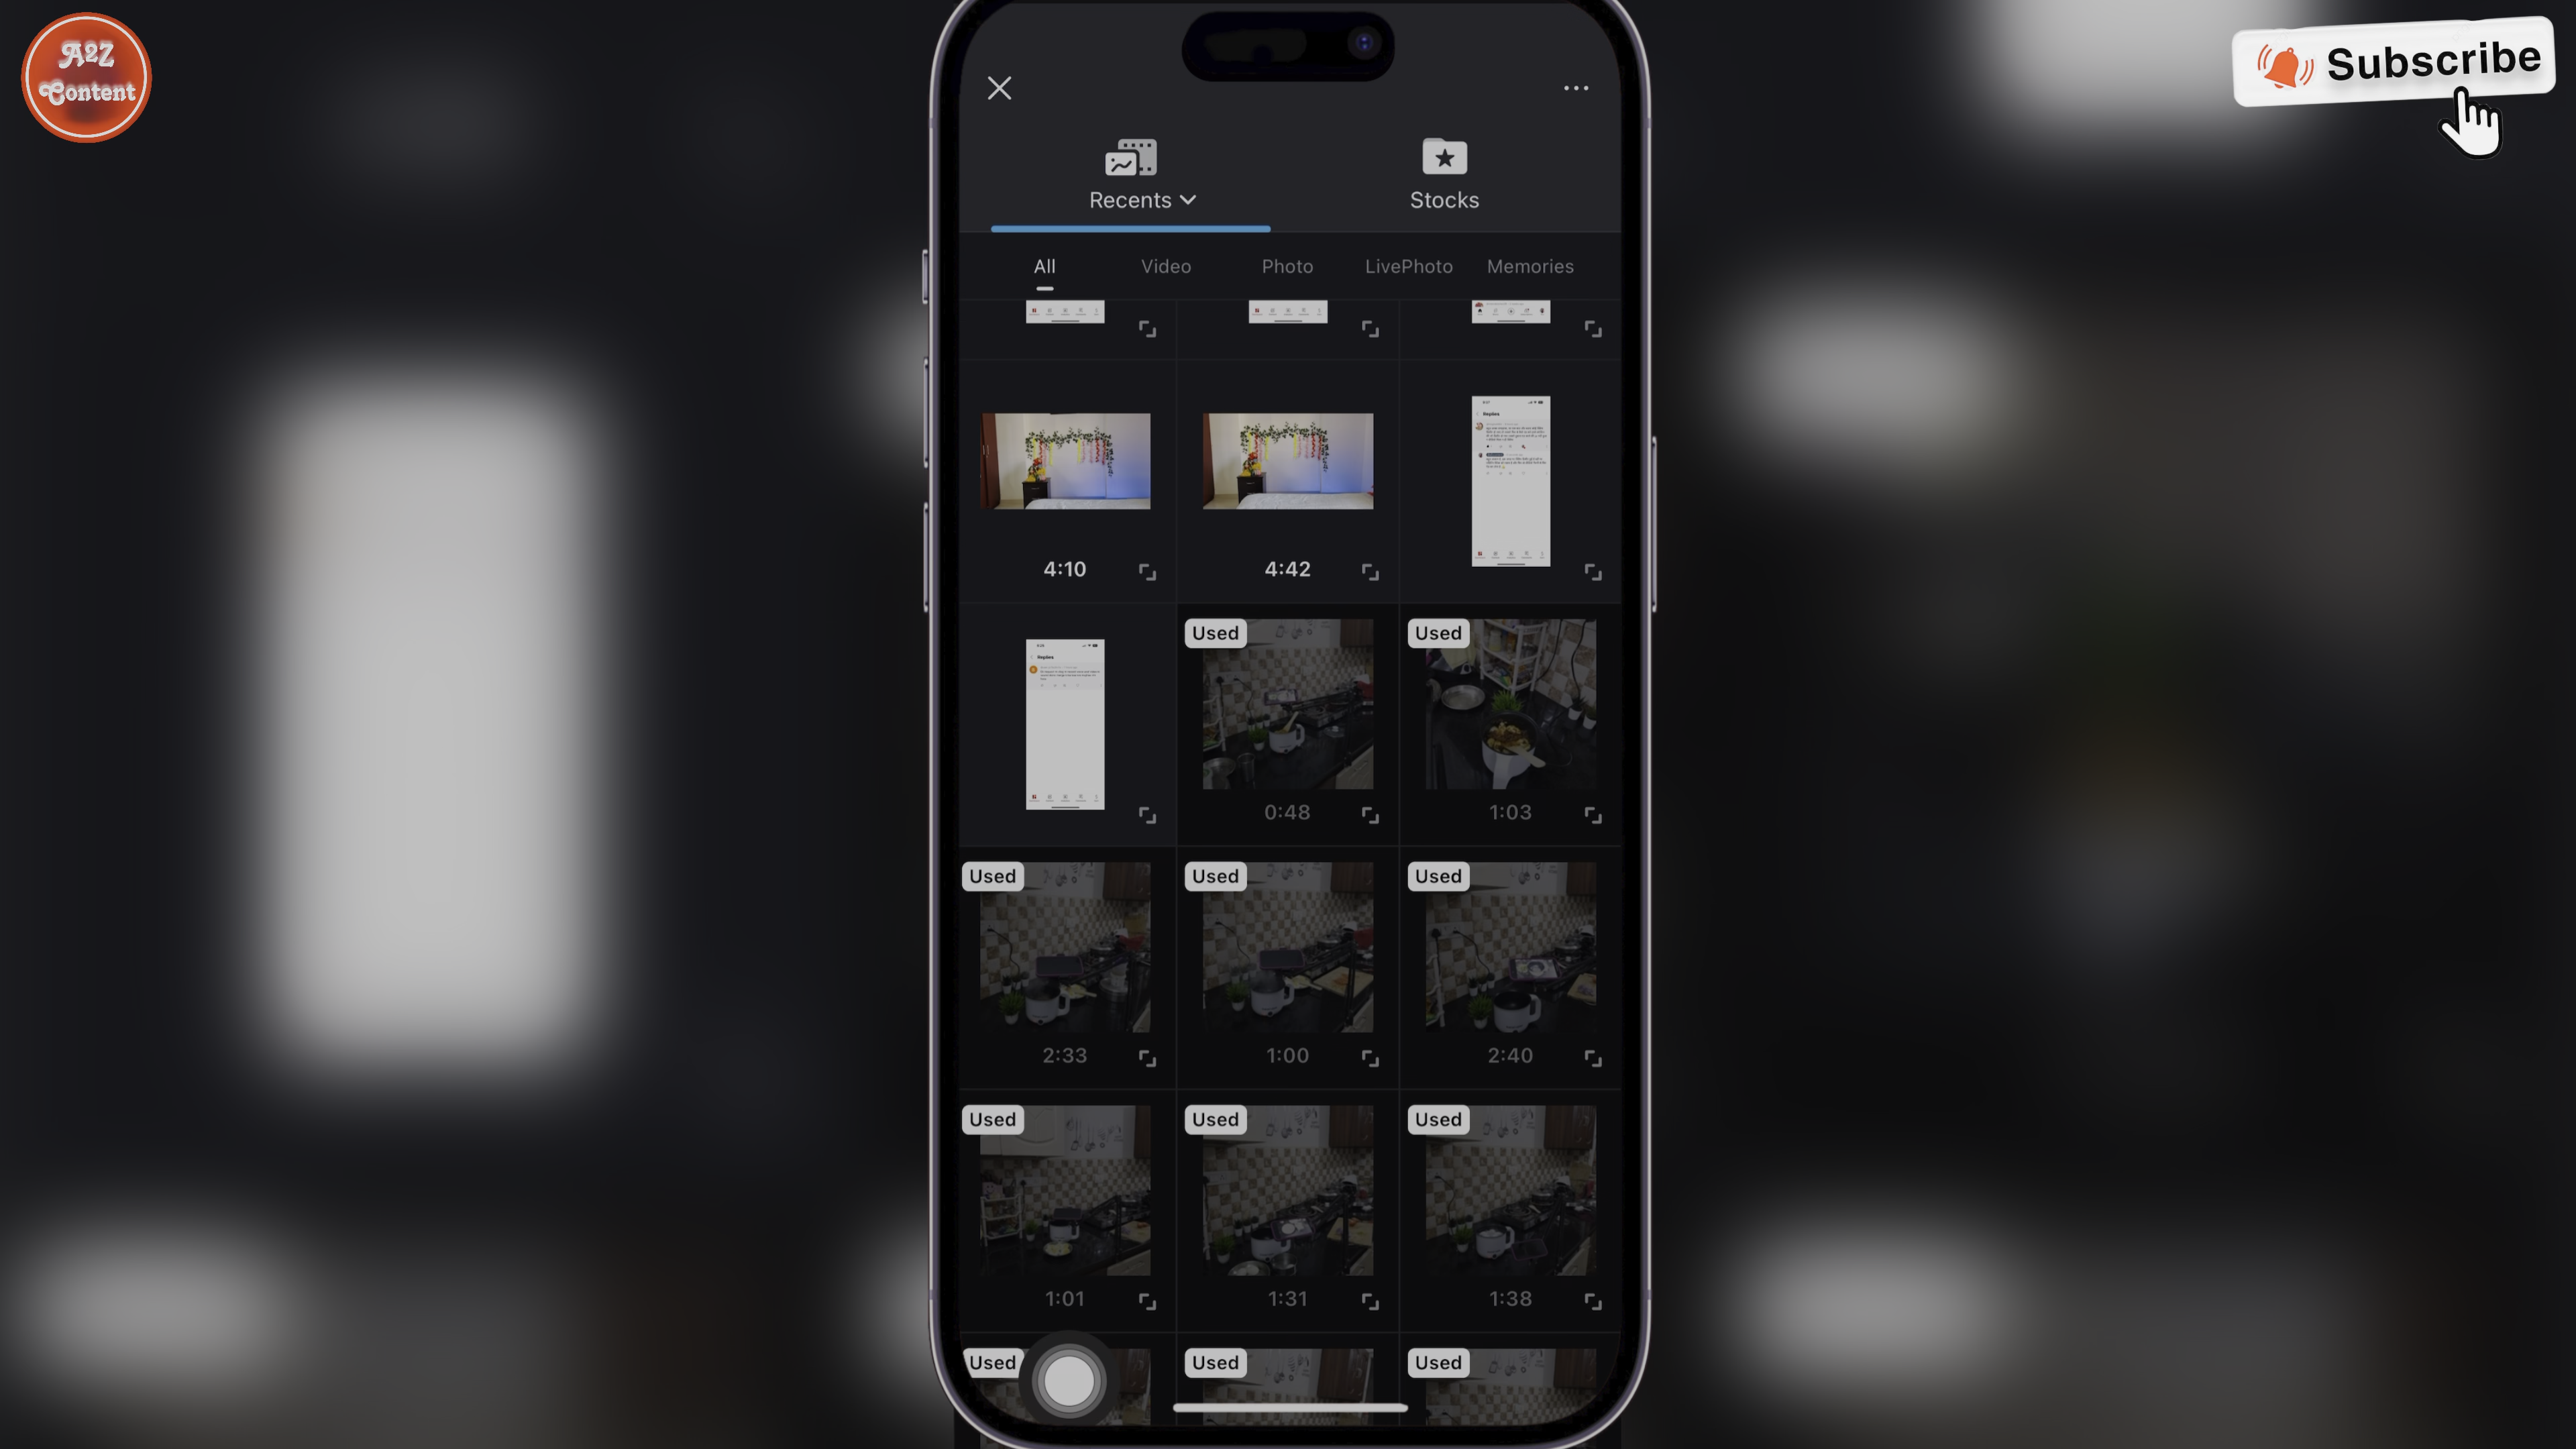 A2Z
Content
Subscribe
Recents
Stocks
All
Video
Photo
LivePhoto
Memories
4:10
4:42
Replies
Replies
Used
Used
0:48
1:03
Used
Used
Used
2:33
1:00
2:40
Used
Used
Used
1:01
1:31
1:38
Used
Used
Used